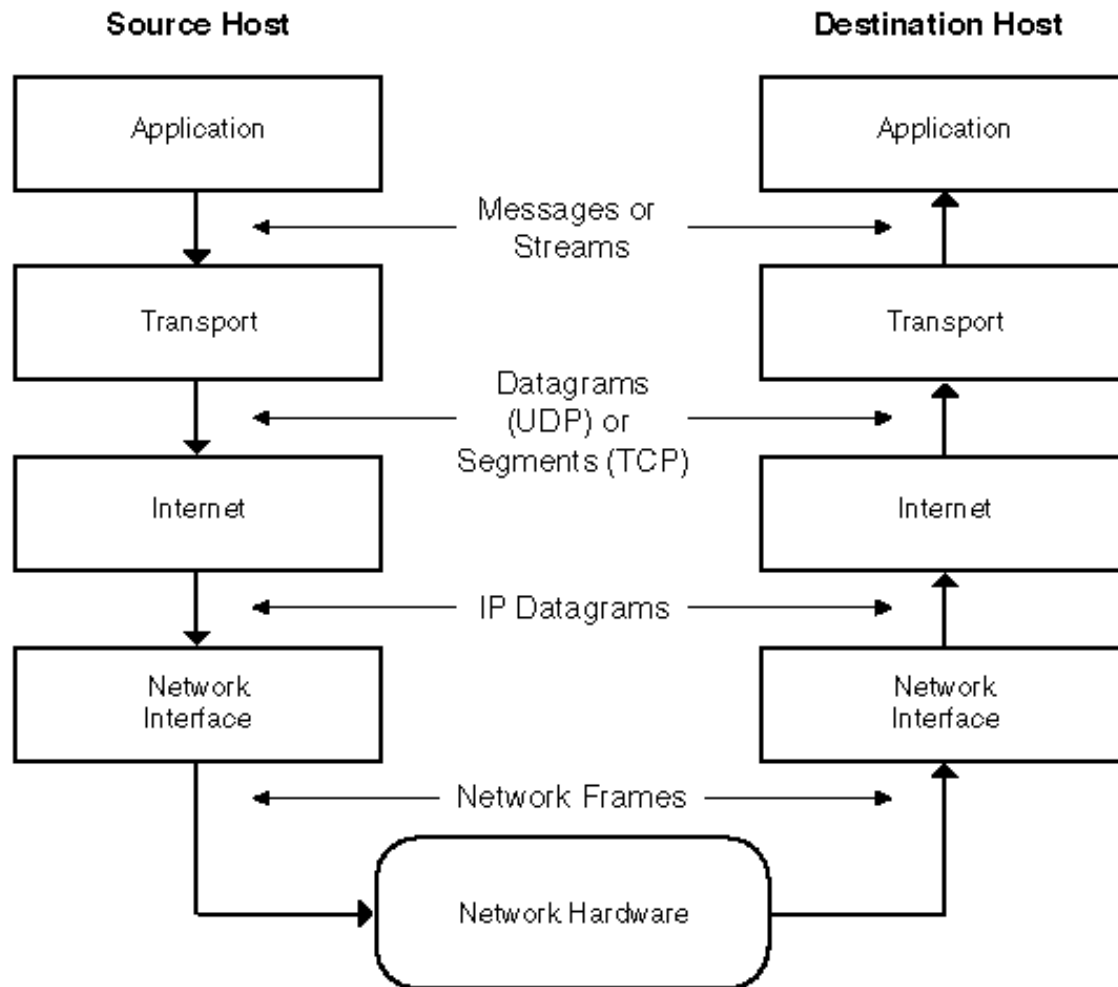 Source Host
Destination Host
Application
Application
Messages or
Streams
Transport
Transport
Datagrams
(UDP) or
Segments (TCP)
Internet
Internet
IP Datagrams
Network
Interface
Network
Interface
Network Frames
Network Hardware